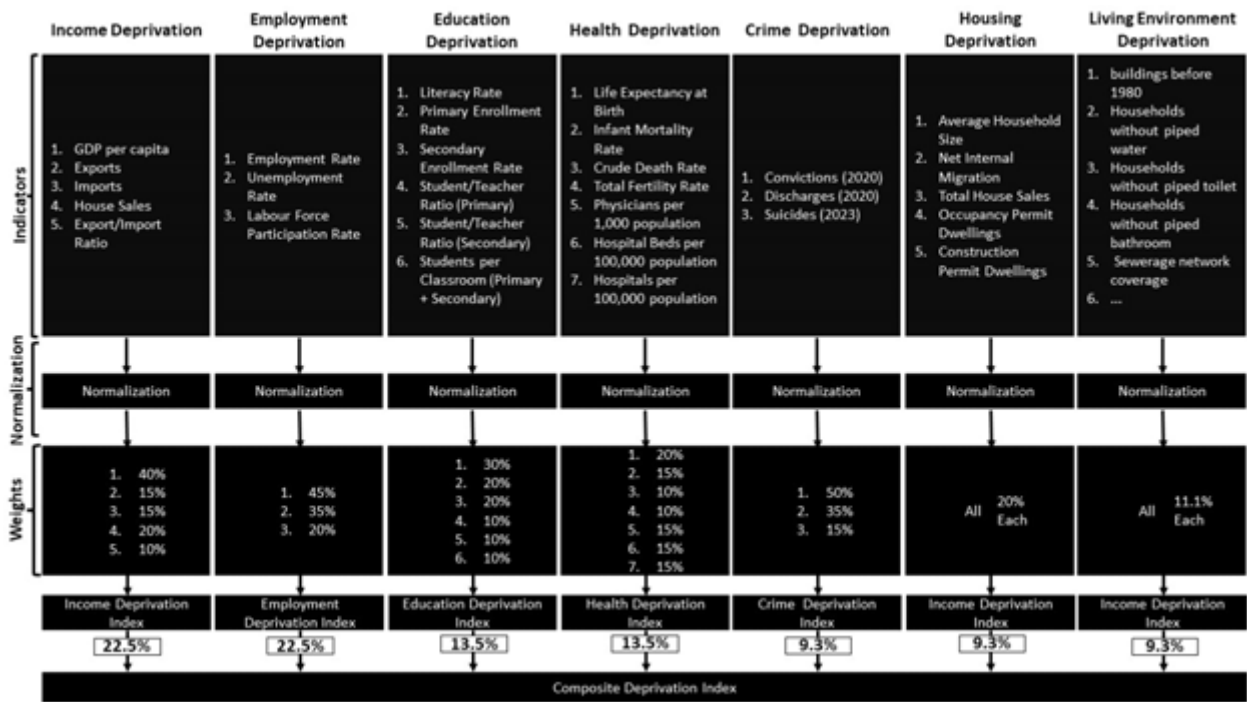 Income Deprivation
Employment
Deprivation
Education
Deprivation
Health Deprivation
Crime Deprivation
Housing
Deprivation
Living Environment
Deprivation
Indicators
1. GDP per capita
2. Exports
3. Imports
4. House Sales
5. Export/Import
Ratio
1. Employment Rate
2. Unemployment
Rate
3. Labour Force
Participation Rate
1. Literacy Rate
2. Primary Enrollment
Rate
3. Secondary
Enrollment Rate
4. Student/Teacher
Ratio (Primary)
5. Student/Teacher
Ratio (Secondary)
6. Students per
Classroom (Primary
+ Secondary)
1. Life Expectancy at
Birth
2. Infant Mortality
Rate
3. Crude Death Rate
4. Total Fertility Rate
5. Physicians per
1,000 population
6. Hospital Beds per
100,000 population
7. Hospitals per
100,000 population
1. Convictions (2020)
2. Discharges (2020)
3. Suicides (2023)
1. Average Household
Size
2. Net Internal
Migration
3. Total House Sales
4. Occupancy Permit
Dwellings
5. Construction
Permit Dwellings
1. buildings before
1980
2. Households
without piped
water
3. Households
without piped toilet
4. Households
without piped
bathroom
5. Sewerage network
coverage
6. ...
Normalization
Normalization
Normalization
Normalization
Normalization
Normalization
Normalization
Normalization
Weights
1. 40%
2. 15%
3. 15%
4. 20%
5. 10%
1. 45%
2. 35%
3. 20%
1. 30%
2. 20%
3. 20%
4. 10%
5. 10%
6. 10%
1. 20%
2. 15%
3. 10%
4. 10%
5. 15%
6. 15%
7. 15%
1. 50%
2. 35%
3. 15%
All 20%
Each
All 11.1%
Each
Income Deprivation
Index
Employment
Deprivation Index
Education Deprivation
Index
Health Deprivation
Index
Crime Deprivation
Index
Income Deprivation
Index
Income Deprivation
Index
22.5%
22.5%
13.5%
13.5%
9.3%
9.3%
9.3%
Composite Deprivation Index